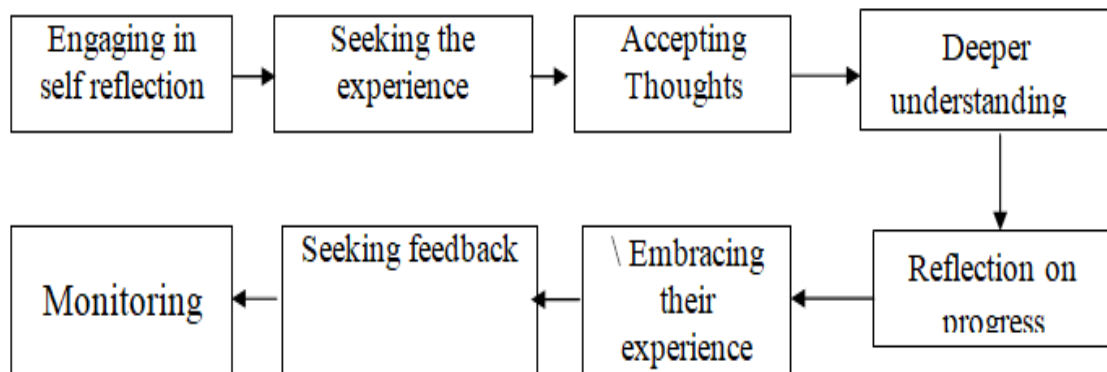 Engaging in
self reflection
Seeking the
experience
Accepting
Thoughts
Deeper
understanding
Reflection on
progress
\ Embracing
their
experience
Seeking feedback
Monitoring